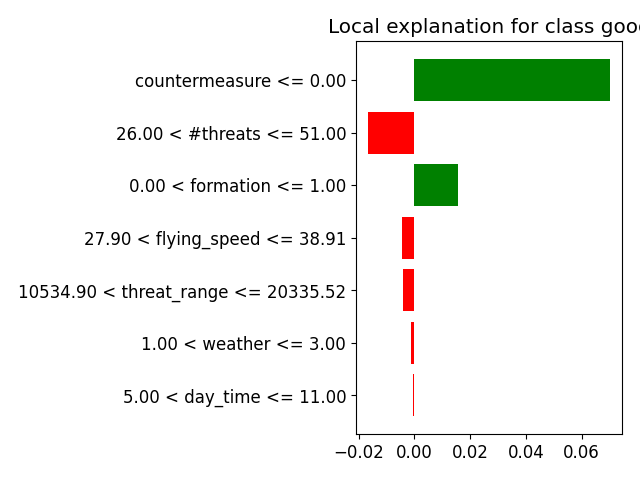 Local explanation for class good
countermeasure <= 0.00
26.00 < #threats <= 51.00
0.00 < formation <= 1.00
27.90 < flying_speed <= 38.91
10534.90 < threat_range <= 20335.52
1.00 < weather <= 3.00
5.00 < day_time <= 11.00
−0.02 0.00 0.02 0.04 0.06